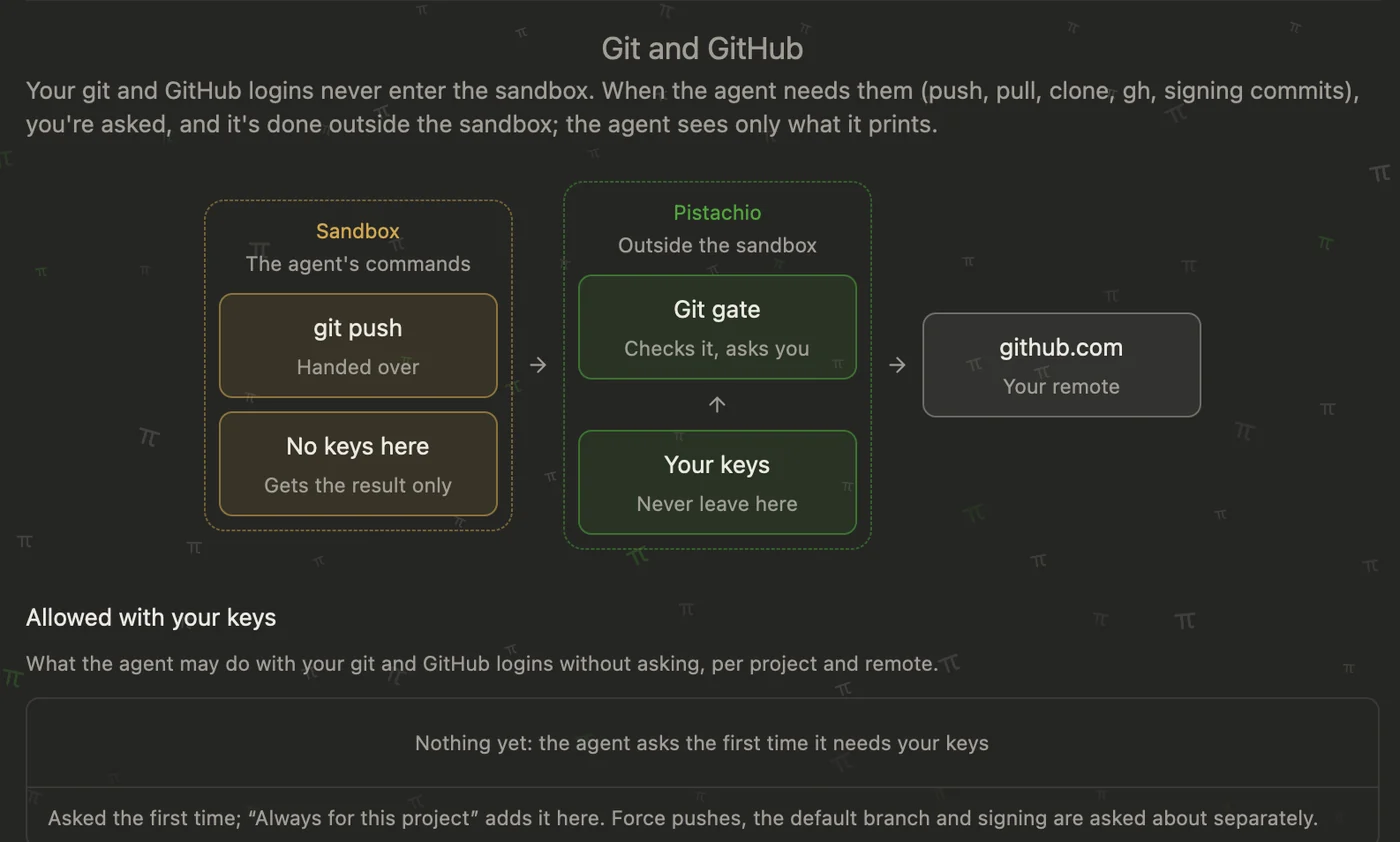 Git and GitHub
Your git and GitHub logins never enter the sandbox. When the agent needs them (push, pull, clone, gh, signing commits),
you're asked, and it's done outside the sandbox; the agent sees only what it prints.
Sandbox
The agent's commands
git push
Handed over
No keys here
Gets the result only
→
Pistachio
Outside the sandbox
Git gate
Checks it, asks you
↑
Your keys
Never leave here
→
github.com
Your remote
Allowed with your keys
What the agent may do with your git and GitHub logins without asking, per project and remote.
Nothing yet: the agent asks the first time it needs your keys
Asked the first time; “Always for this project” adds it here. Force pushes, the default branch and signing are asked about separately.